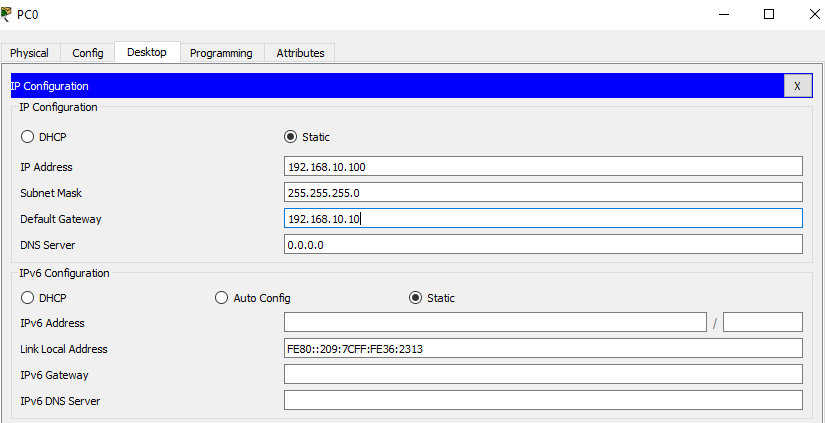 PC0
Physical Config Desktop Programming Attributes
IP Configuration X
IP Configuration
DHCP Static
IP Address 192.168.10.100
Subnet Mask 255.255.255.0
Default Gateway 192.168.10.10
DNS Server 0.0.0.0
IPv6 Configuration
DHCP Auto Config Static
IPv6 Address /
Link Local Address FE80::209:7CFF:FE36:2313
IPv6 Gateway
IPv6 DNS Server